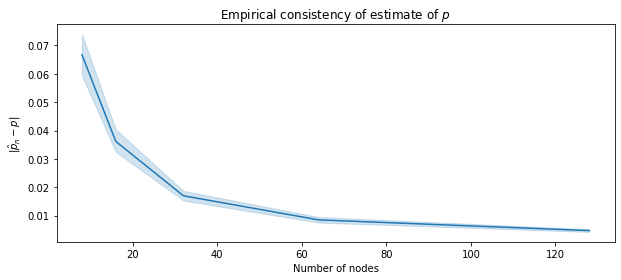 Empirical consistency of estimate of p
0.07
0.06
0.05
0.04
0.03
0.02
0.01
|p̂ₙ − p|
20 40 60 80 100 120
Number of nodes